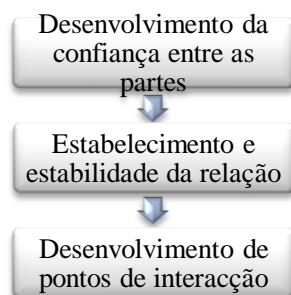 Desenvolvimento da
confiança entre as
partes
Estabelecimento e
estabilidade da relação
Desenvolvimento de
pontos de interacção